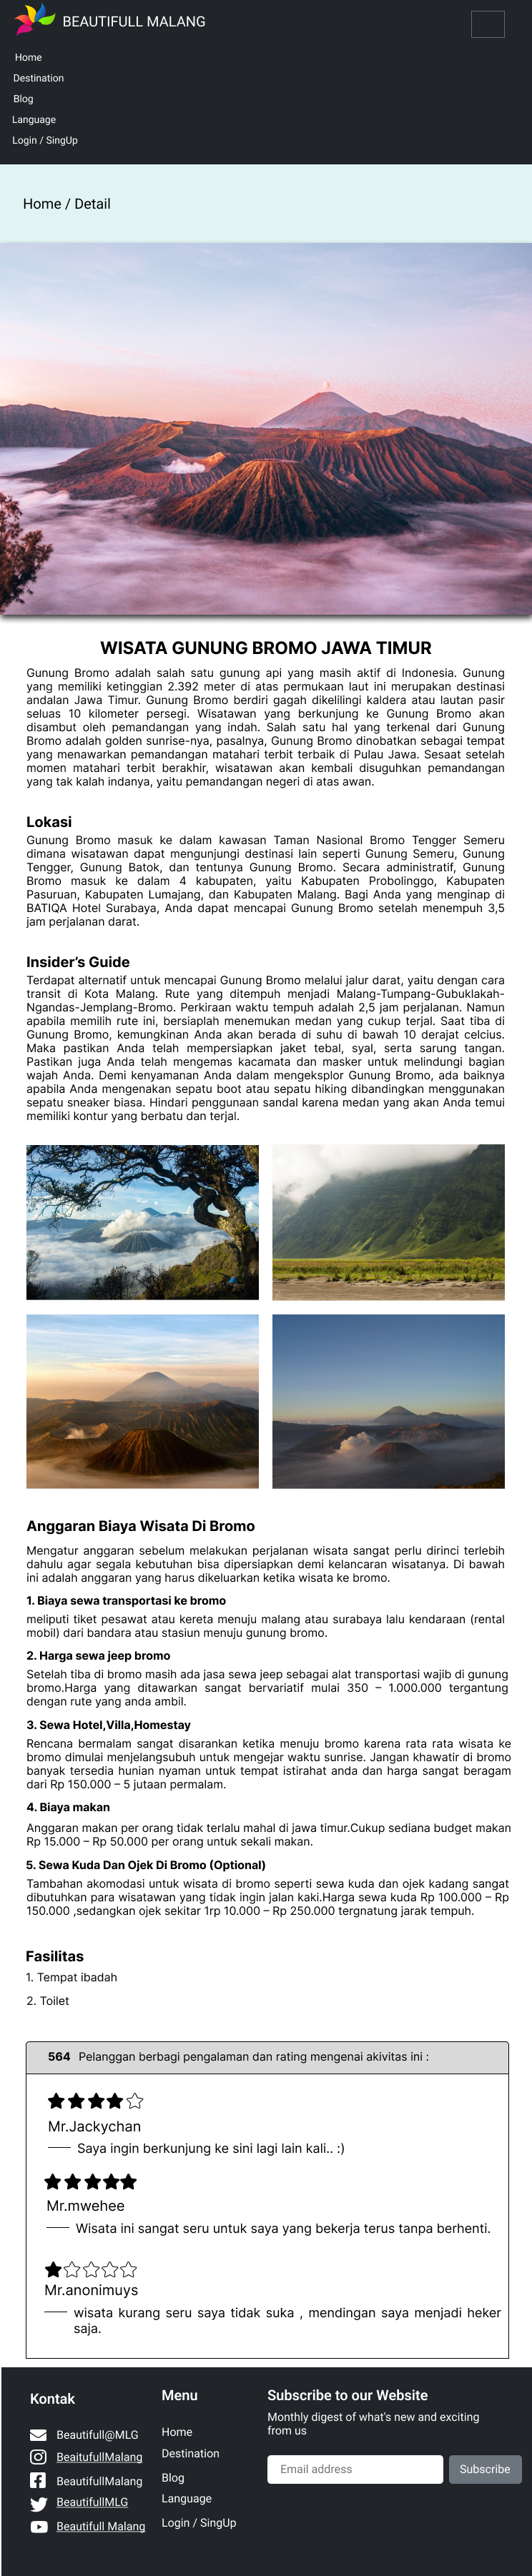 BEAUTIFULL MALANG
Home
Destination
Blog
Language
Login / SingUp
Home / Detail
WISATA GUNUNG BROMO JAWA TIMUR
Gunung Bromo adalah salah satu gunung api yang masih aktif di Indonesia. Gunung
yang memiliki ketinggian 2.392 meter di atas permukaan laut ini merupakan destinasi
andalan Jawa Timur. Gunung Bromo berdiri gagah dikelilingi kaldera atau lautan pasir
seluas 10 kilometer persegi. Wisatawan yang berkunjung ke Gunung Bromo akan
disambut oleh pemandangan yang indah. Salah satu hal yang terkenal dari Gunung
Bromo adalah golden sunrise-nya, pasalnya, Gunung Bromo dinobatkan sebagai tempat
yang menawarkan pemandangan matahari terbit terbaik di Pulau Jawa. Sesaat setelah
momen matahari terbit berakhir, wisatawan akan kembali disuguhkan pemandangan
yang tak kalah indanya, yaitu pemandangan negeri di atas awan.
Lokasi
Gunung Bromo masuk ke dalam kawasan Taman Nasional Bromo Tengger Semeru
dimana wisatawan dapat mengunjungi destinasi lain seperti Gunung Semeru, Gunung
Tengger, Gunung Batok, dan tentunya Gunung Bromo. Secara administratif, Gunung
Bromo masuk ke dalam 4 kabupaten, yaitu Kabupaten Probolinggo, Kabupaten
Pasuruan, Kabupaten Lumajang, dan Kabupaten Malang. Bagi Anda yang menginap di
BATIQA Hotel Surabaya, Anda dapat mencapai Gunung Bromo setelah menempuh 3,5
jam perjalanan darat.
Insider’s Guide
Terdapat alternatif untuk mencapai Gunung Bromo melalui jalur darat, yaitu dengan cara
transit di Kota Malang. Rute yang ditempuh menjadi Malang-Tumpang-Gubuklakah-
Ngandas-Jemplang-Bromo. Perkiraan waktu tempuh adalah 2,5 jam perjalanan. Namun
apabila memilih rute ini, bersiaplah menemukan medan yang cukup terjal. Saat tiba di
Gunung Bromo, kemungkinan Anda akan berada di suhu di bawah 10 derajat celcius.
Maka pastikan Anda telah mempersiapkan jaket tebal, syal, serta sarung tangan.
Pastikan juga Anda telah mengemas kacamata dan masker untuk melindungi bagian
wajah Anda. Demi kenyamanan Anda dalam mengeksplor Gunung Bromo, ada baiknya
apabila Anda mengenakan sepatu boot atau sepatu hiking dibandingkan menggunakan
sepatu sneaker biasa. Hindari penggunaan sandal karena medan yang akan Anda temui
memiliki kontur yang berbatu dan terjal.
Anggaran Biaya Wisata Di Bromo
Mengatur anggaran sebelum melakukan perjalanan wisata sangat perlu dirinci terlebih
dahulu agar segala kebutuhan bisa dipersiapkan demi kelancaran wisatanya. Di bawah
ini adalah anggaran yang harus dikeluarkan ketika wisata ke bromo.
1. Biaya sewa transportasi ke bromo
meliputi tiket pesawat atau kereta menuju malang atau surabaya lalu kendaraan (rental
mobil) dari bandara atau stasiun menuju gunung bromo.
2. Harga sewa jeep bromo
Setelah tiba di bromo masih ada jasa sewa jeep sebagai alat transportasi wajib di gunung
bromo.Harga yang ditawarkan sangat bervariatif mulai 350 – 1.000.000 tergantung
dengan rute yang anda ambil.
3. Sewa Hotel,Villa,Homestay
Rencana bermalam sangat disarankan ketika menuju bromo karena rata rata wisata ke
bromo dimulai menjelangsubuh untuk mengejar waktu sunrise. Jangan khawatir di bromo
banyak tersedia hunian nyaman untuk tempat istirahat anda dan harga sangat beragam
dari Rp 150.000 – 5 jutaan permalam.
4. Biaya makan
Anggaran makan per orang tidak terlalu mahal di jawa timur.Cukup sediana budget makan
Rp 15.000 – Rp 50.000 per orang untuk sekali makan.
5. Sewa Kuda Dan Ojek Di Bromo (Optional)
Tambahan akomodasi untuk wisata di bromo seperti sewa kuda dan ojek kadang sangat
dibutuhkan para wisatawan yang tidak ingin jalan kaki.Harga sewa kuda Rp 100.000 – Rp
150.000 ,sedangkan ojek sekitar 1rp 10.000 – Rp 250.000 tergnatung jarak tempuh.
Fasilitas
1. Tempat ibadah
2. Toilet
564 Pelanggan berbagi pengalaman dan rating mengenai akivitas ini :
Mr.Jackychan
Saya ingin berkunjung ke sini lagi lain kali.. :)
Mr.mwehee
Wisata ini sangat seru untuk saya yang bekerja terus tanpa berhenti.
Mr.anonimuys
wisata kurang seru saya tidak suka , mendingan saya menjadi heker
saja.
Kontak
Beautifull@MLG
BeaitufullMalang
BeautifullMalang
BeautifullMLG
Beautifull Malang
Menu
Home
Destination
Blog
Language
Login / SingUp
Subscribe to our Website
Monthly digest of what's new and exciting
from us
Email address
Subscribe